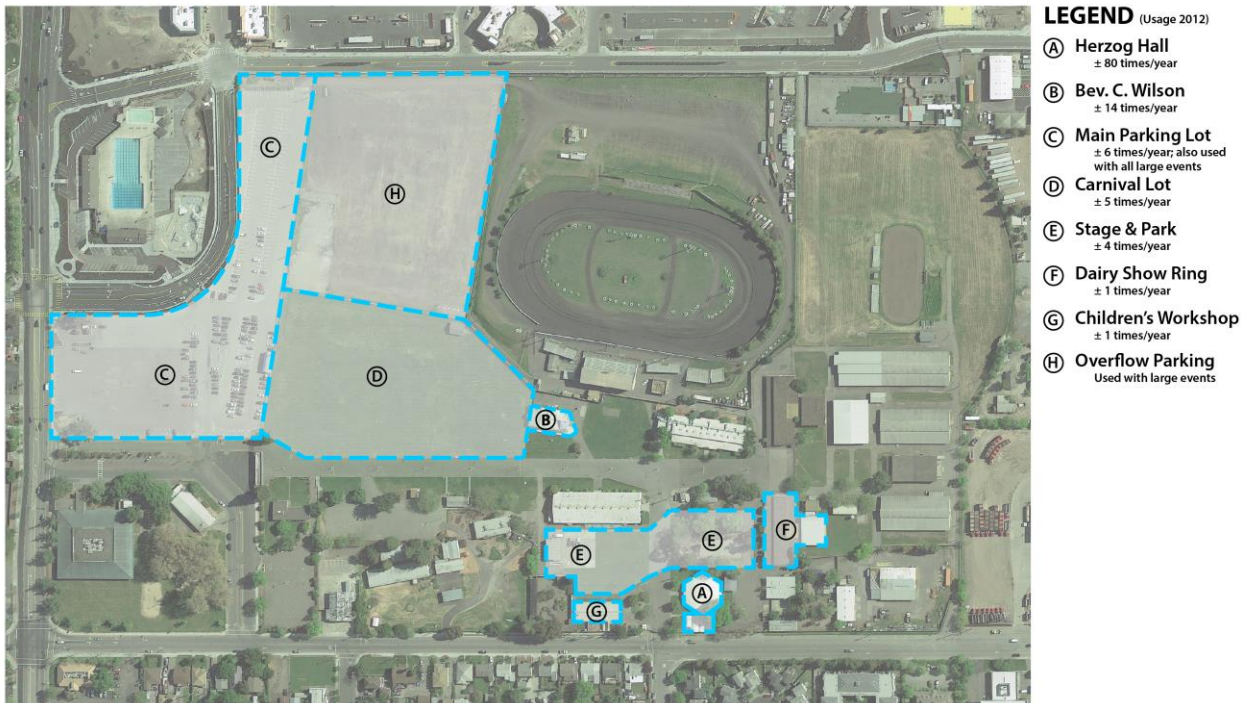 LEGEND (Usage 2012)
A Herzog Hall
± 80 times/year
B Bev. C. Wilson
± 14 times/year
C Main Parking Lot
± 6 times/year; also used
with all large events
D Carnival Lot
± 5 times/year
E Stage & Park
± 4 times/year
F Dairy Show Ring
± 1 times/year
G Children's Workshop
± 1 times/year
H Overflow Parking
Used with large events
C
H
C
D
B
E
E
F
A
G